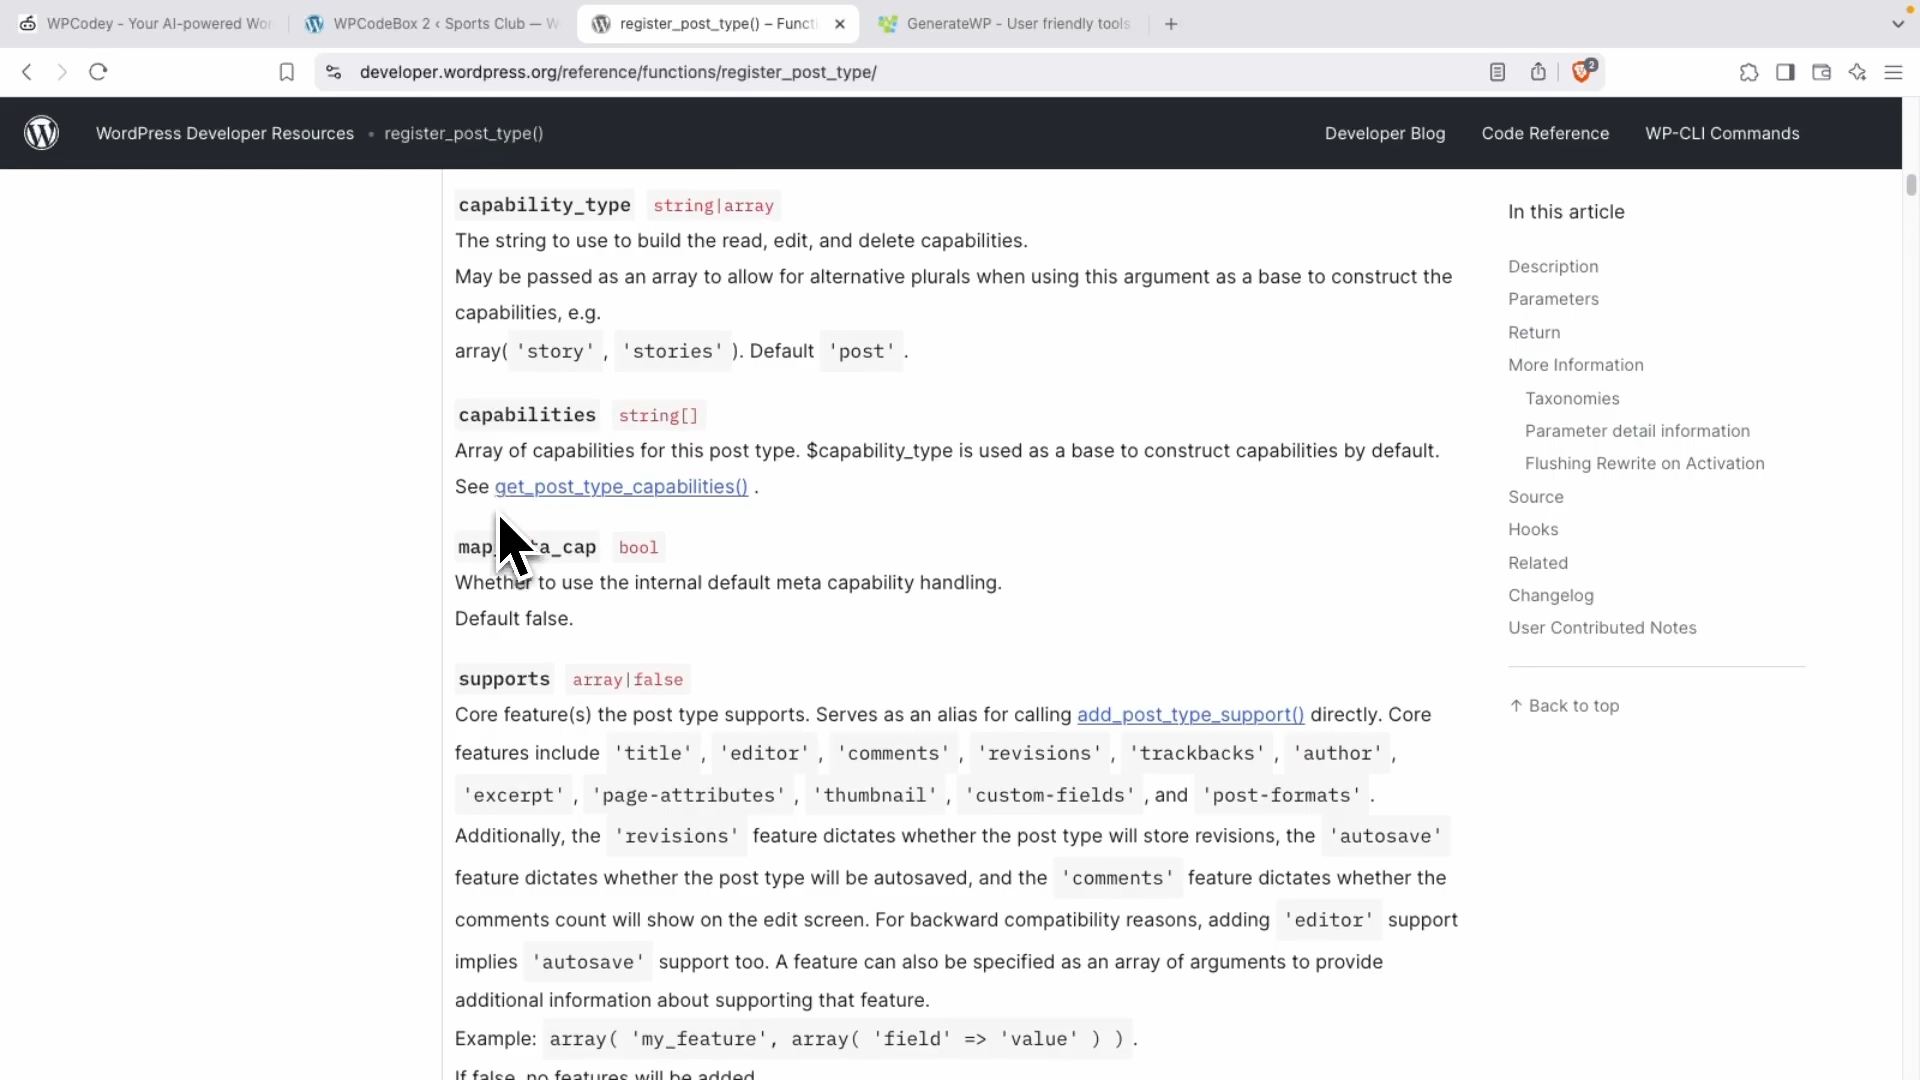 WPCodey - Your AI-powered Wor
WPCodeBox 2 ‹ Sports Club — W
register_post_type() – Functi
GenerateWP - User friendly tools
developer.wordpress.org/reference/functions/register_post_type/
2
WordPress Developer Resources • register_post_type()
Developer Blog
Code Reference
WP-CLI Commands
capability_type string|array
The string to use to build the read, edit, and delete capabilities.
May be passed as an array to allow for alternative plurals when using this argument as a base to construct the
capabilities, e.g.
array( 'story' , 'stories' ). Default 'post' .
capabilities string[]
Array of capabilities for this post type. $capability_type is used as a base to construct capabilities by default.
See get_post_type_capabilities() .
map_meta_cap bool
Whether to use the internal default meta capability handling.
Default false.
supports array|false
Core feature(s) the post type supports. Serves as an alias for calling add_post_type_support() directly. Core
features include 'title' , 'editor' , 'comments' , 'revisions' , 'trackbacks' , 'author' ,
'excerpt' , 'page-attributes' , 'thumbnail' , 'custom-fields' , and 'post-formats' .
Additionally, the 'revisions' feature dictates whether the post type will store revisions, the 'autosave'
feature dictates whether the post type will be autosaved, and the 'comments' feature dictates whether the
comments count will show on the edit screen. For backward compatibility reasons, adding 'editor' support
implies 'autosave' support too. A feature can also be specified as an array of arguments to provide
additional information about supporting that feature.
Example: array( 'my_feature', array( 'field' => 'value' ) ) .
If false, no features will be added.
In this article
Description
Parameters
Return
More Information
Taxonomies
Parameter detail information
Flushing Rewrite on Activation
Source
Hooks
Related
Changelog
User Contributed Notes
↑ Back to top